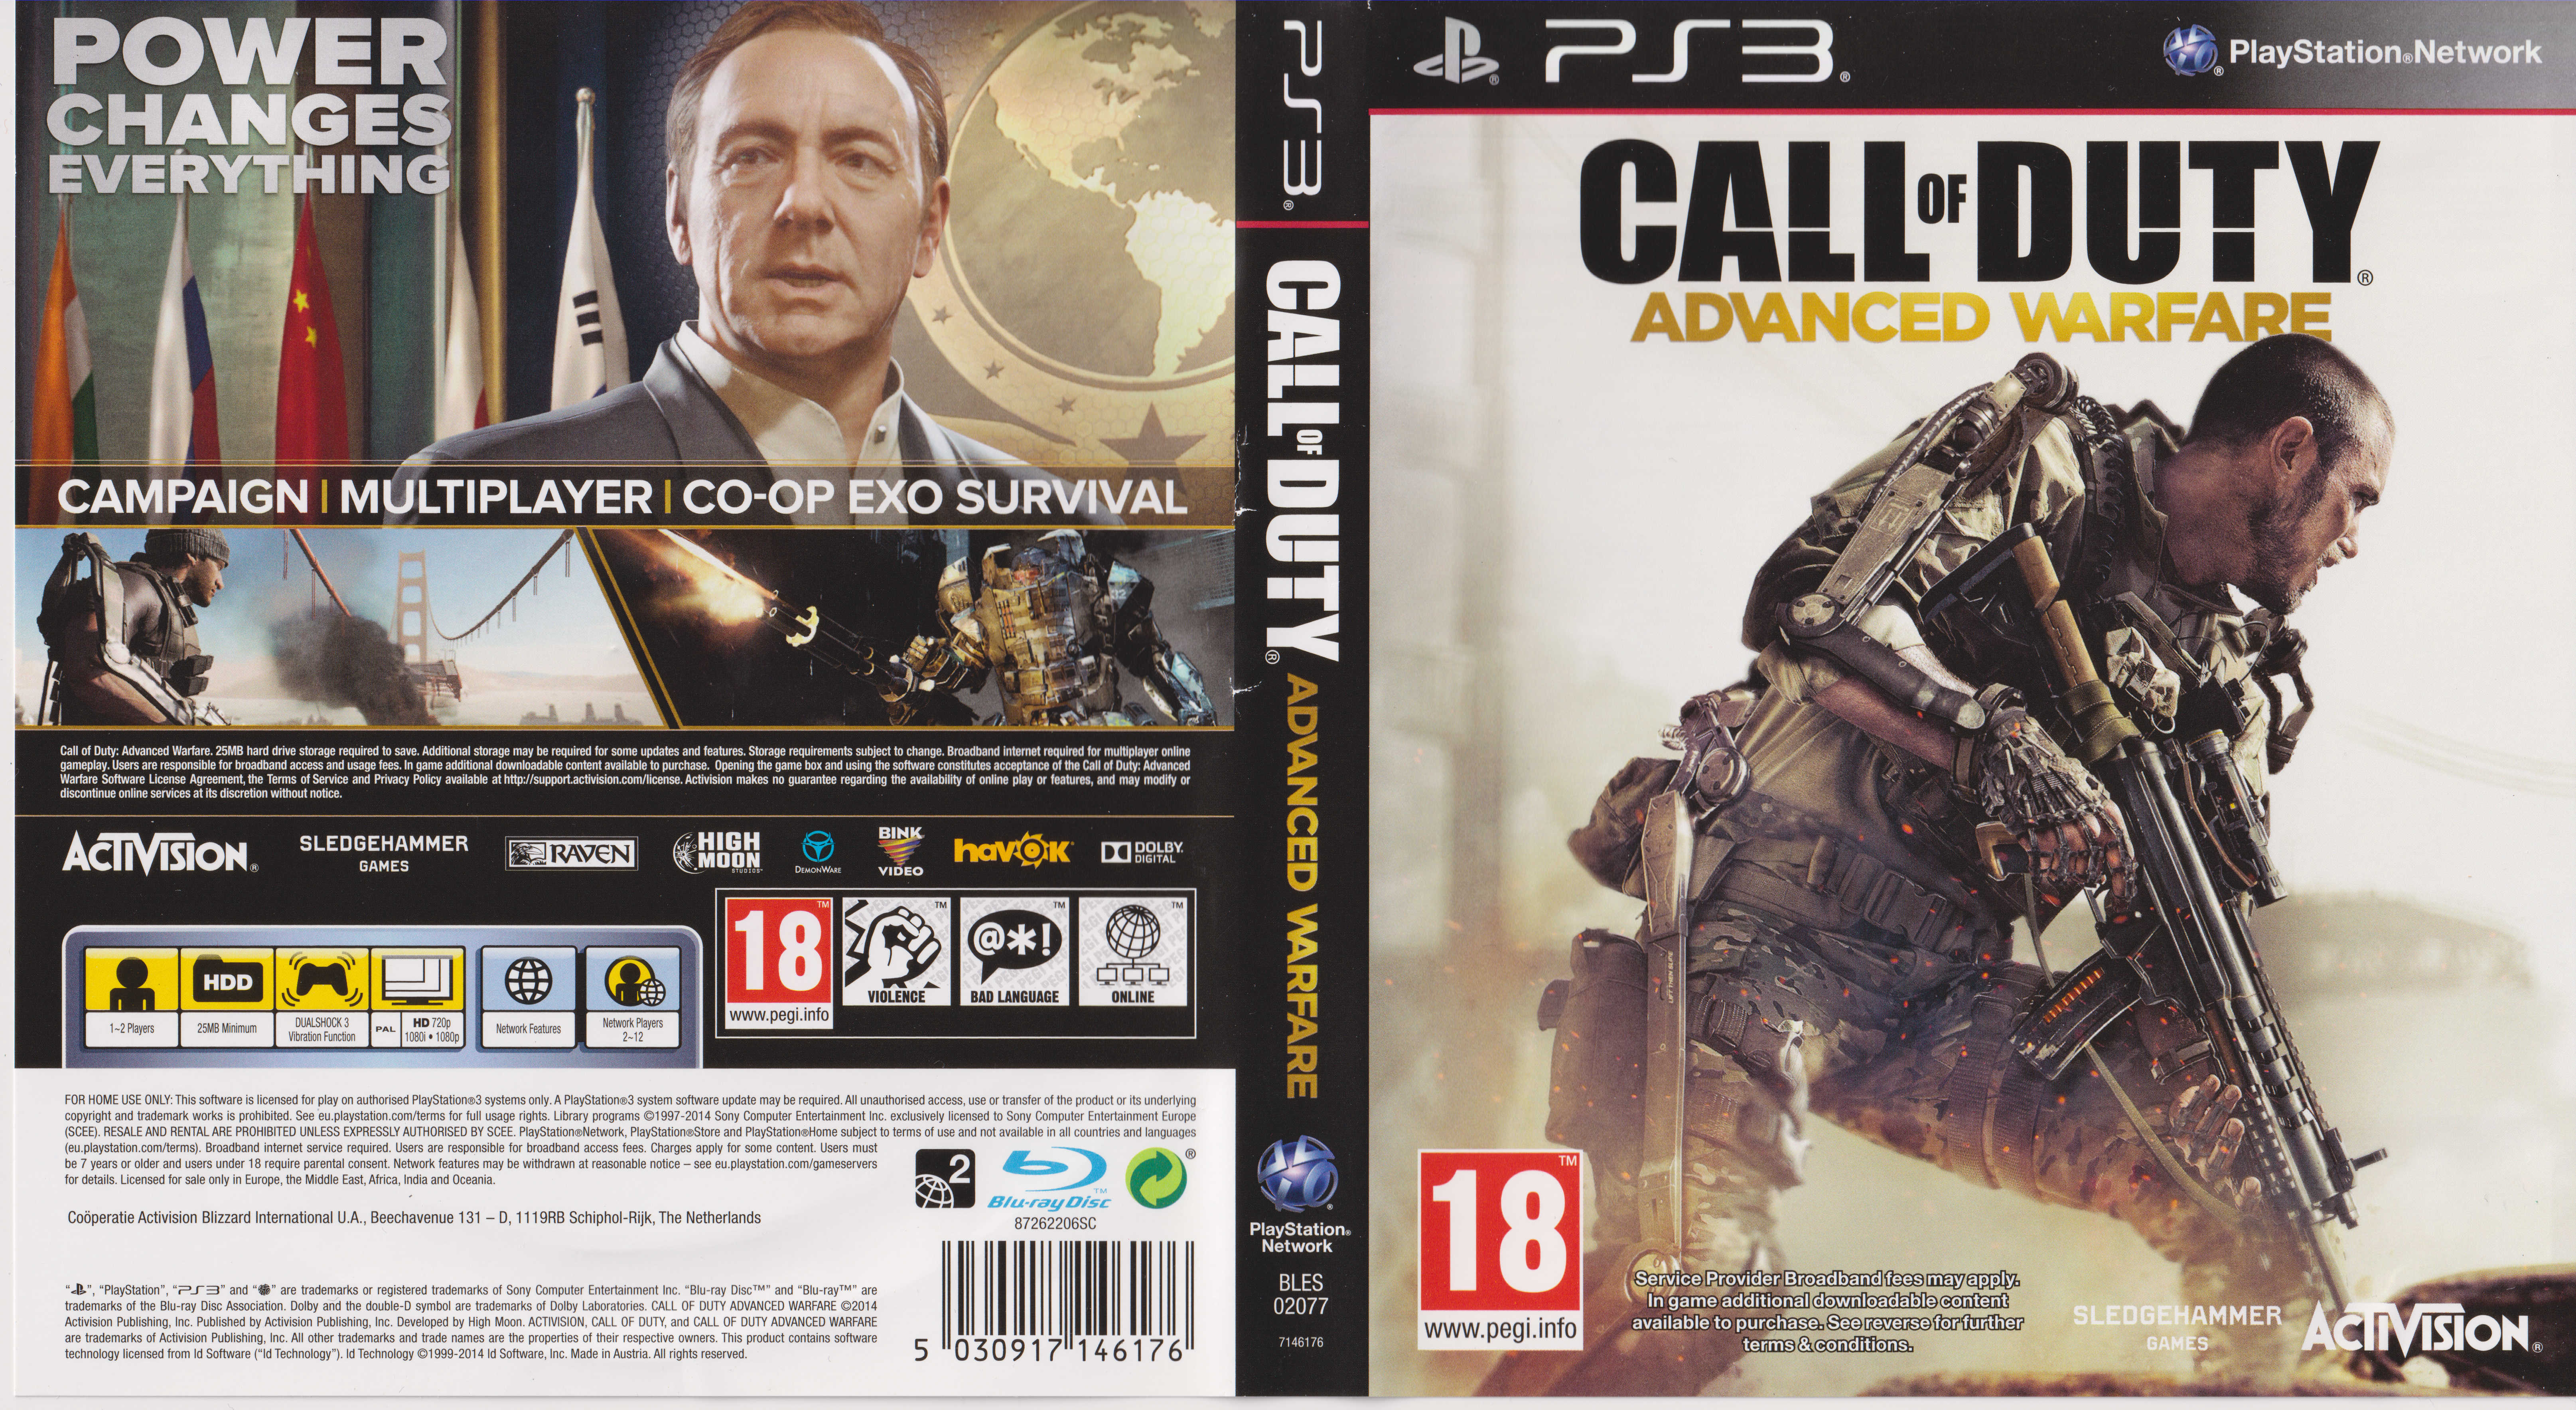 POWER
CHANGES
EVERYTHING
CAMPAIGN | MULTIPLAYER | CO-OP EXO SURVIVAL
Call of Duty: Advanced Warfare. 25MB hard drive storage required to save. Additional storage may be required for some updates and features. Storage requirements subject to change. Broadband internet required for multiplayer online
gameplay. Users are responsible for broadband access and usage fees. In game additional downloadable content available to purchase. Opening the game box and using the software constitutes acceptance of the Call of Duty: Advanced
Warfare Software License Agreement, the Terms of Service and Privacy Policy available at http://support.activision.com/license. Activision makes no guarantee regarding the availability of online play or features, and may modify or
discontinue online services at its discretion without notice.
ACTIVISION®
SLEDGEHAMMER
GAMES
RAVEN
HIGH
MOON
STUDIOS
DEMONWARE
BINK
VIDEO
havok
DOLBY
DIGITAL
1~2 Players
HDD
25MB Minimum
DUALSHOCK 3
Vibration Function
PAL
HD 720p
1080i • 1080p
Network Features
Network Players
2~12
18™
www.pegi.info
VIOLENCE
@*!
BAD LANGUAGE
ONLINE
FOR HOME USE ONLY: This software is licensed for play on authorised PlayStation®3 systems only. A PlayStation®3 system software update may be required. All unauthorised access, use or transfer of the product or its underlying
copyright and trademark works is prohibited. See eu.playstation.com/terms for full usage rights. Library programs ©1997-2014 Sony Computer Entertainment Inc. exclusively licensed to Sony Computer Entertainment Europe
(SCEE). RESALE AND RENTAL ARE PROHIBITED UNLESS EXPRESSLY AUTHORISED BY SCEE. PlayStation®Network, PlayStation®Store and PlayStation®Home subject to terms of use and not available in all countries and languages
(eu.playstation.com/terms). Broadband internet service required. Users are responsible for broadband access fees. Charges apply for some content. Users must
be 7 years or older and users under 18 require parental consent. Network features may be withdrawn at reasonable notice – see eu.playstation.com/gameservers
for details. Licensed for sale only in Europe, the Middle East, Africa, India and Oceania.
Coöperatie Activision Blizzard International U.A., Beechavenue 131 – D, 1119RB Schiphol-Rijk, The Netherlands
2
Blu-ray Disc™
87262206SC
"", "PlayStation", "PS3" and "" are trademarks or registered trademarks of Sony Computer Entertainment Inc. "Blu-ray Disc™" and "Blu-ray™" are
trademarks of the Blu-ray Disc Association. Dolby and the double-D symbol are trademarks of Dolby Laboratories. CALL OF DUTY ADVANCED WARFARE ©2014
Activision Publishing, Inc. Published by Activision Publishing, Inc. Developed by High Moon. ACTIVISION, CALL OF DUTY, and CALL OF DUTY ADVANCED WARFARE
are trademarks of Activision Publishing, Inc. All other trademarks and trade names are the properties of their respective owners. This product contains software
technology licensed from Id Software ("Id Technology"). Id Technology ©1999-2014 Id Software, Inc. Made in Austria. All rights reserved.
5 030917 146176
PS3®
CALL OF DUTY® ADVANCED WARFARE
PlayStation®
Network
BLES
02077
7146176
PS3®
PlayStation®Network
CALL OF DUTY®
ADVANCED WARFARE
18™
www.pegi.info
Service Provider Broadband fees may apply.
In game additional downloadable content
available to purchase. See reverse for further
terms & conditions.
SLEDGEHAMMER
GAMES
ACTIVISION®